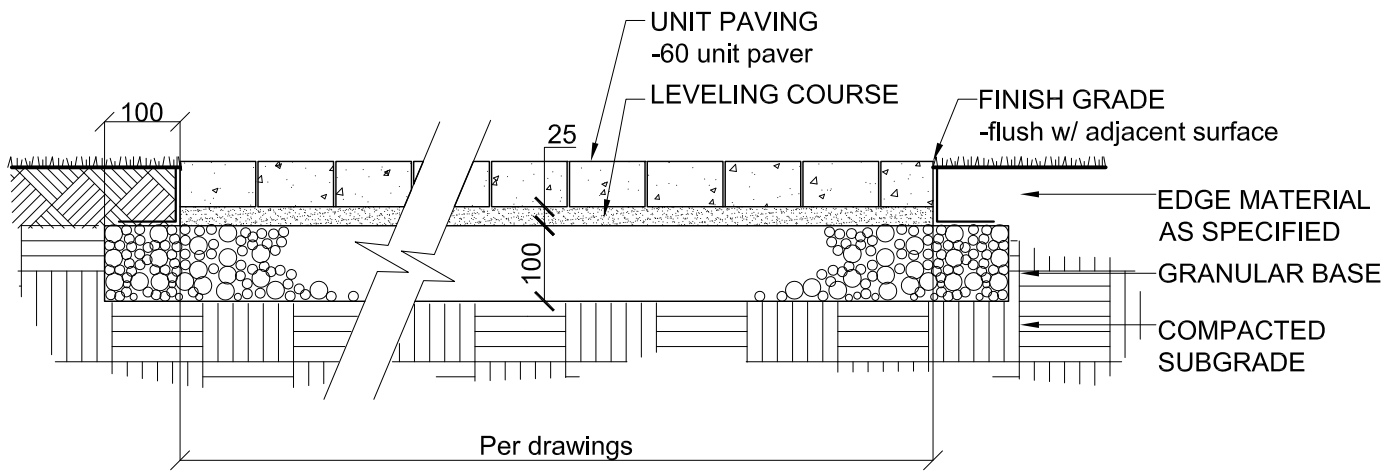 UNIT PAVING
-60 unit paver
LEVELING COURSE
100
25
FINISH GRADE
-flush w/ adjacent surface
EDGE MATERIAL
AS SPECIFIED
100
GRANULAR BASE
COMPACTED
SUBGRADE
Per drawings